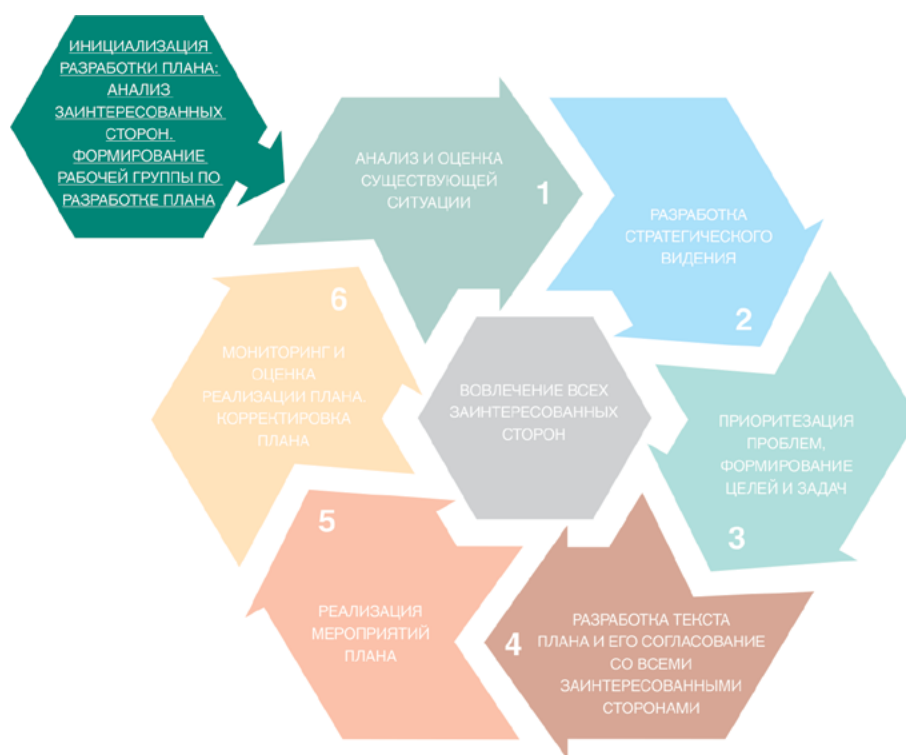 ИНИЦИАЛИЗАЦИЯ
РАЗРАБОТКИ ПЛАНА:
АНАЛИЗ
ЗАИНТЕРЕСОВАННЫХ
СТОРОН.
ФОРМИРОВАНИЕ
РАБОЧЕЙ ГРУППЫ ПО
РАЗРАБОТКЕ ПЛАНА
АНАЛИЗ И ОЦЕНКА
СУЩЕСТВУЮЩЕЙ
СИТУАЦИИ
1
РАЗРАБОТКА
СТРАТЕГИЧЕСКОГО
ВИДЕНИЯ
2
ПРИОРИТЕЗАЦИЯ
ПРОБЛЕМ,
ФОРМИРОВАНИЕ
ЦЕЛЕЙ И ЗАДАЧ
3
РАЗРАБОТКА ТЕКСТА
ПЛАНА И ЕГО СОГЛАСОВАНИЕ
СО ВСЕМИ
ЗАИНТЕРЕСОВАННЫМИ
СТОРОНАМИ
4
5
РЕАЛИЗАЦИЯ
МЕРОПРИЯТИЙ
ПЛАНА
6
МОНИТОРИНГ И
ОЦЕНКА
РЕАЛИЗАЦИИ ПЛАНА.
КОРРЕКТИРОВКА
ПЛАНА
ВОВЛЕЧЕНИЕ ВСЕХ
ЗАИНТЕРЕСОВАННЫХ
СТОРОН